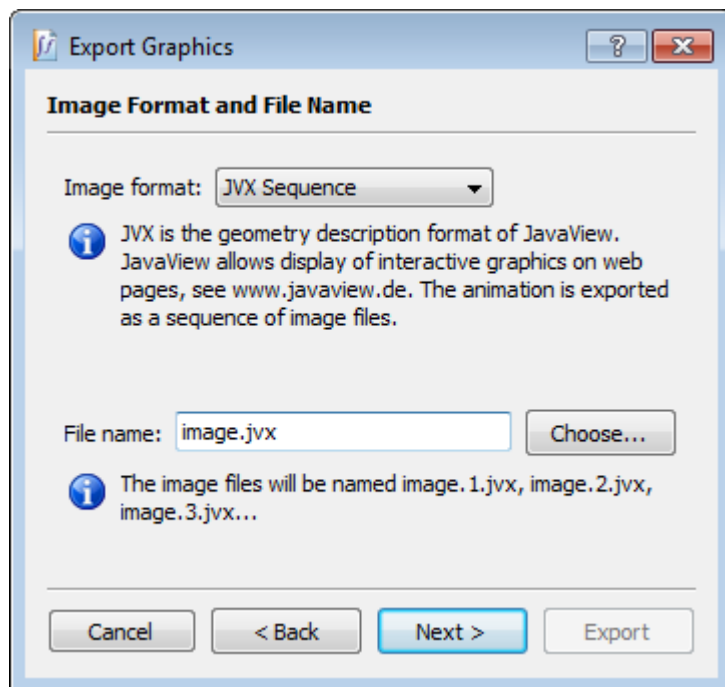 Export Graphics
Image Format and File Name
Image format: JVX Sequence
JVX is the geometry description format of JavaView.
JavaView allows display of interactive graphics on web
pages, see www.javaview.de. The animation is exported
as a sequence of image files.
File name: image.jvx Choose...
The image files will be named image.1.jvx, image.2.jvx,
image.3.jvx...
Cancel < Back Next > Export